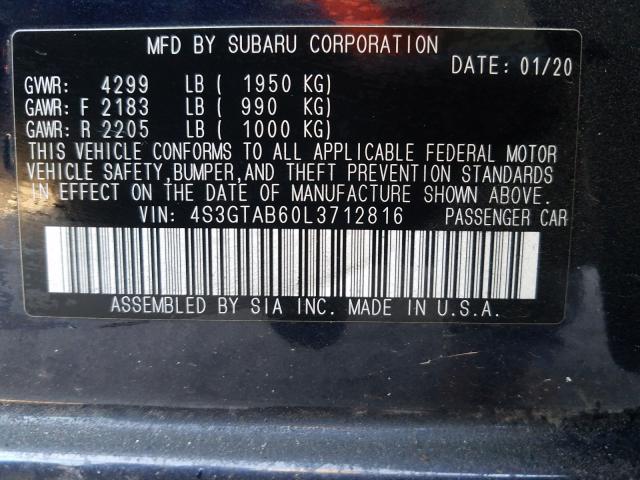 MFD BY SUBARU CORPORATION
DATE: 01/20
GVWR: 4299 LB ( 1950 KG)
GAWR: F 2183 LB ( 990 KG)
GAWR: R 2205 LB ( 1000 KG)
THIS VEHICLE CONFORMS TO ALL APPLICABLE FEDERAL MOTOR
VEHICLE SAFETY, BUMPER, AND THEFT PREVENTION STANDARDS
IN EFFECT ON THE DATE OF MANUFACTURE SHOWN ABOVE.
VIN: 4S3GTAB60L3712816 PASSENGER CAR
ASSEMBLED BY SIA INC. MADE IN U.S.A.